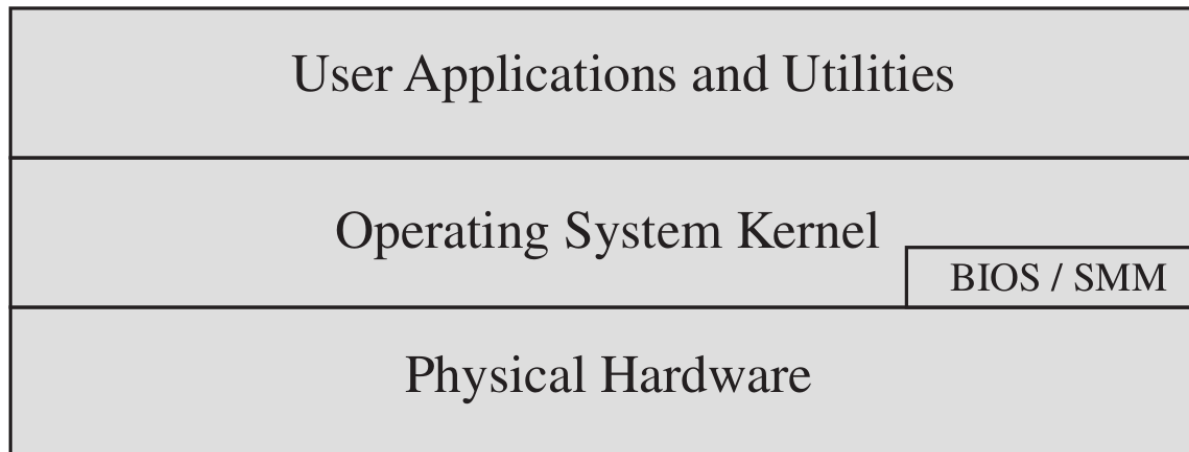 User Applications and Utilities
Operating System Kernel
BIOS / SMM
Physical Hardware